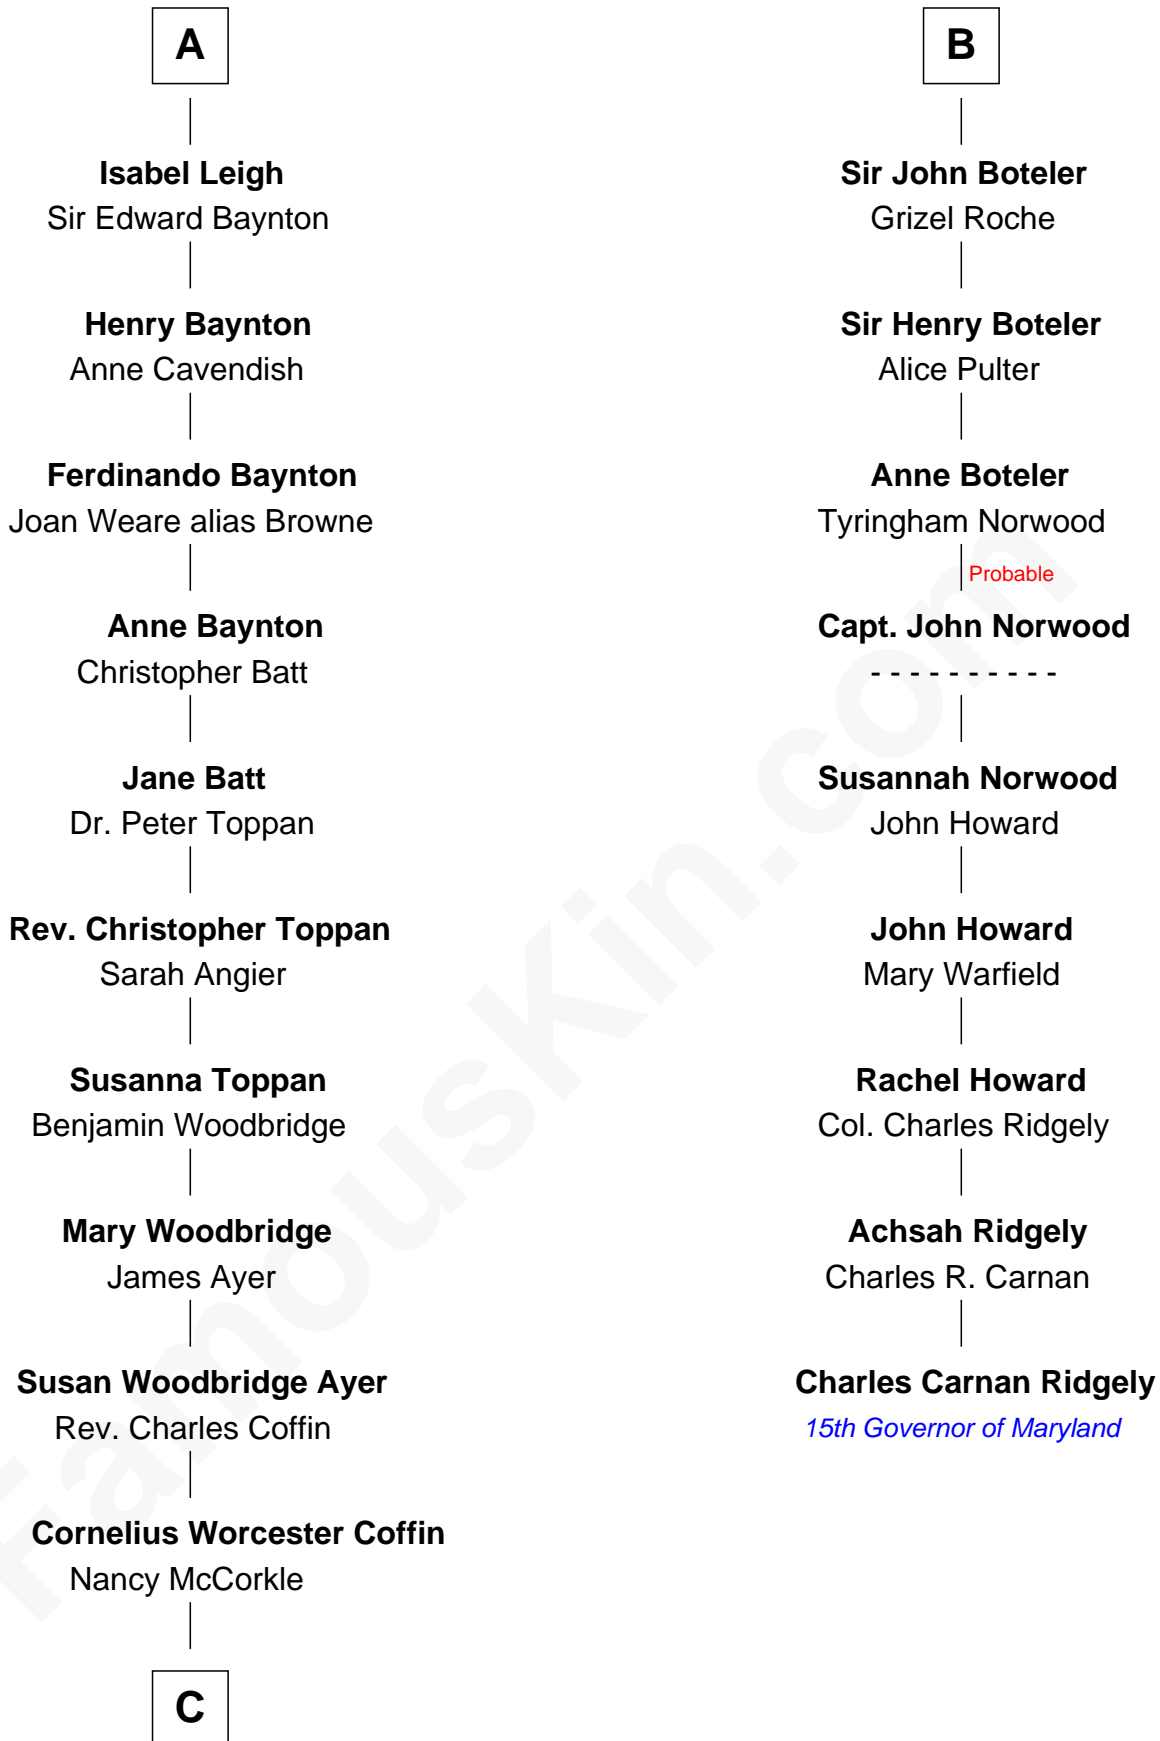 A
Isabel Leigh
Sir Edward Baynton
Henry Baynton
Anne Cavendish
Ferdinando Baynton
Joan Weare alias Browne
Anne Baynton
Christopher Batt
Jane Batt
Dr. Peter Toppan
Rev. Christopher Toppan
Sarah Angier
Susanna Toppan
Benjamin Woodbridge
Mary Woodbridge
James Ayer
Susan Woodbridge Ayer
Rev. Charles Coffin
Cornelius Worcester Coffin
Nancy McCorkle
C
B
Sir John Boteler
Grizel Roche
Sir Henry Boteler
Alice Pulter
Anne Boteler
Tyringham Norwood
Probable
Capt. John Norwood
- - - - - - - - - -
Susannah Norwood
John Howard
John Howard
Mary Warfield
Rachel Howard
Col. Charles Ridgely
Achsah Ridgely
Charles R. Carnan
Charles Carnan Ridgely
15th Governor of Maryland
FamousKin.com